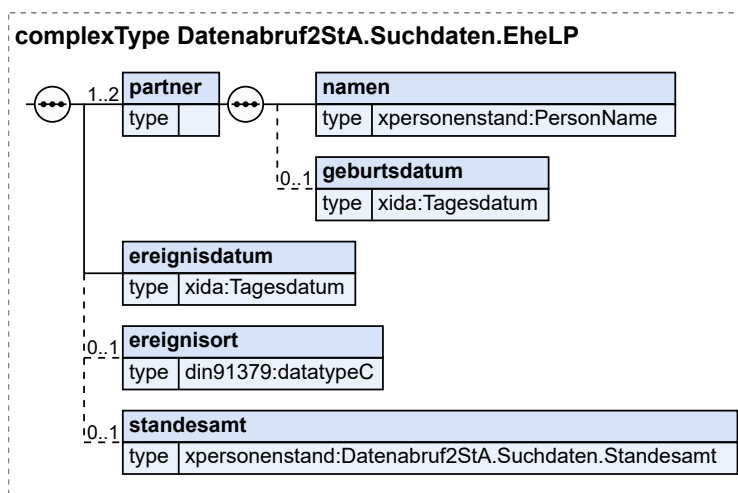 complexType Datenabruf2StA.Suchdaten.EheLP
1..2 partner
type
namen
type xpersonenstand:PersonName
0..1 geburtsdatum
type xida:Tagesdatum
ereignisdatum
type xida:Tagesdatum
0..1 ereignisort
type din91379:datatypeC
0..1 standesamt
type xpersonenstand:Datenabruf2StA.Suchdaten.Standesamt